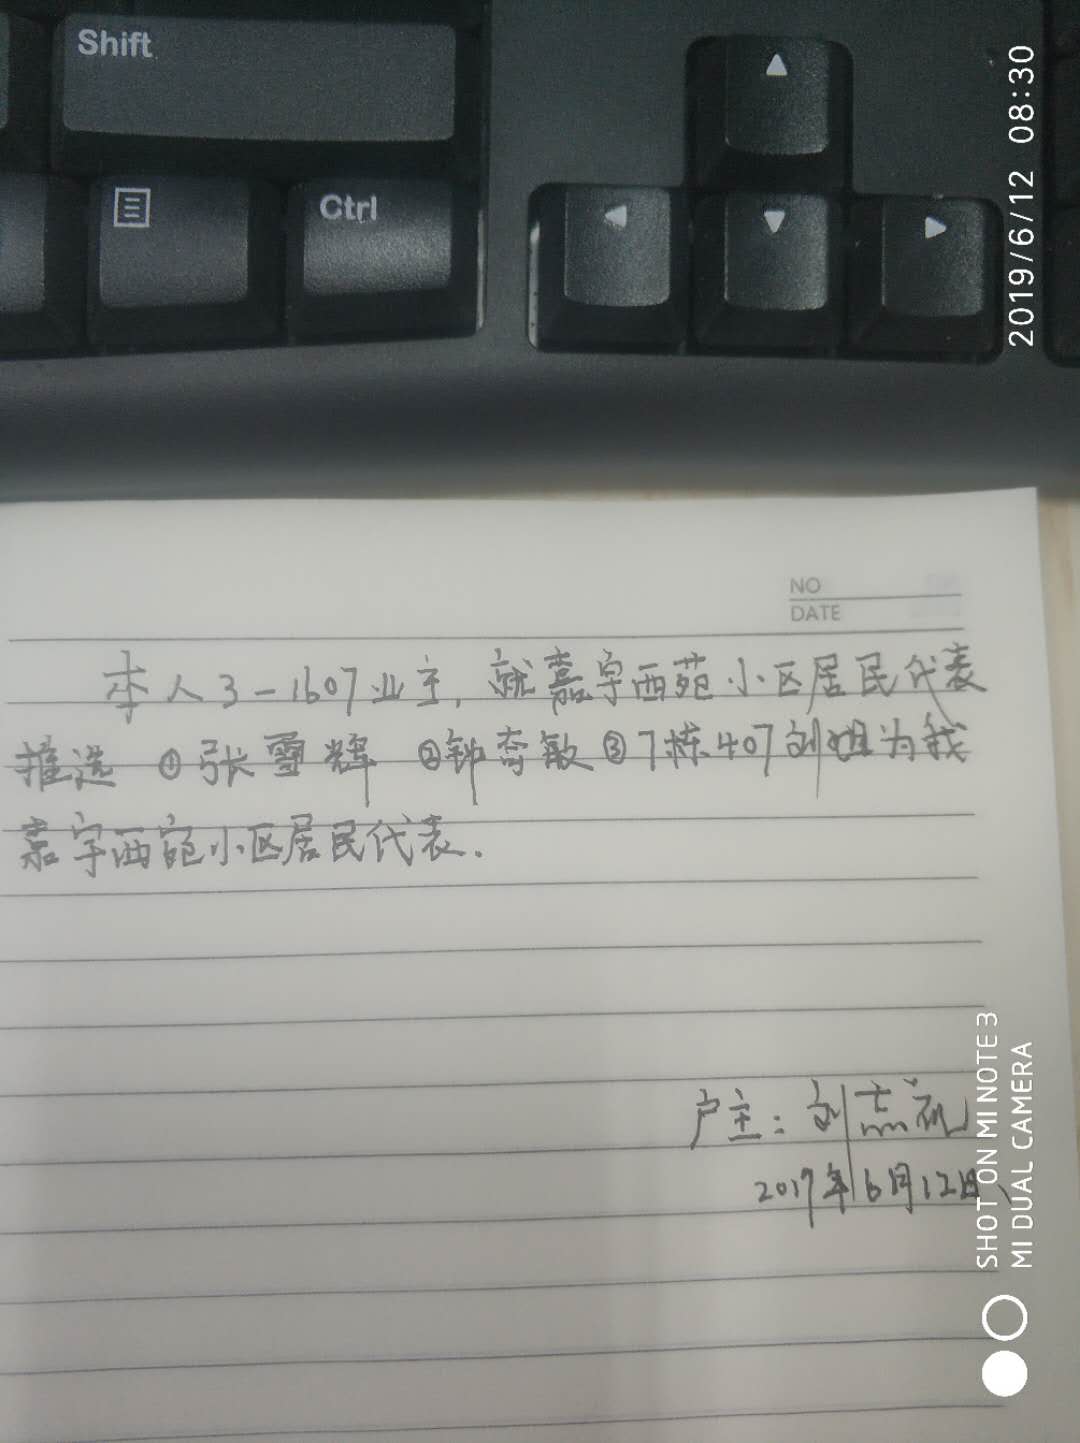 Shift
Ctrl
2019/6/12 08:30
NO
DATE
本人3-1607业主,就嘉宇西苑小区居民代表
推选 ①张雪辉 ②钟奇敏③7栋407刘姐为我
嘉宇西宛小区居民代表.
户主:刘志礼
2019年6月12日
SHOT ON MI NOTE 3
MI DUAL CAMERA